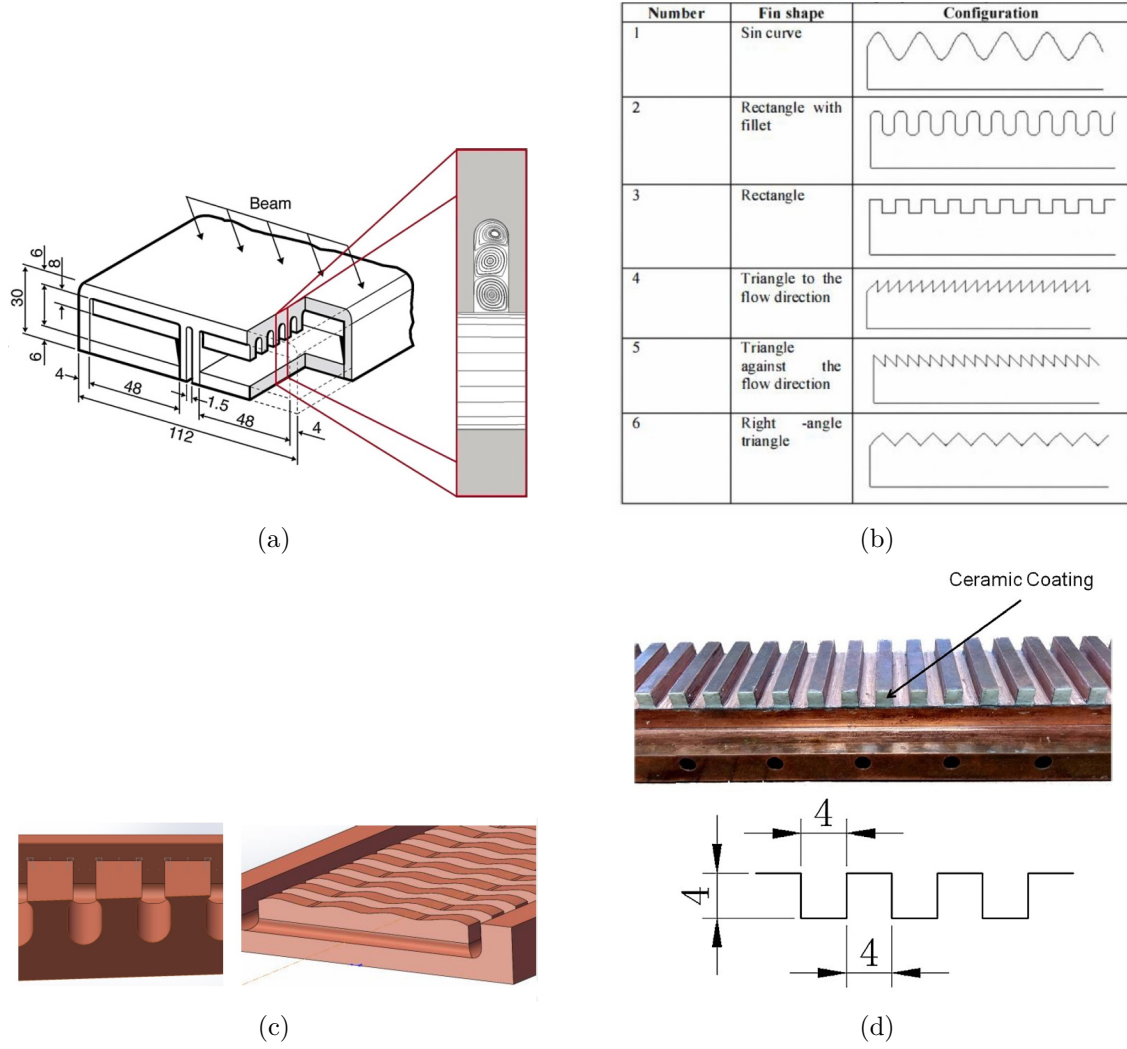 Beam
6
8
30
6
4
48
1.5
48
4
112
(a)
Number Fin shape Configuration
1 Sin curve
2 Rectangle with
fillet
3 Rectangle
4 Triangle to the
flow direction
5 Triangle
against the
flow direction
6 Right -angle
triangle
(b)
(c)
Ceramic Coating
4
4
4
(d)